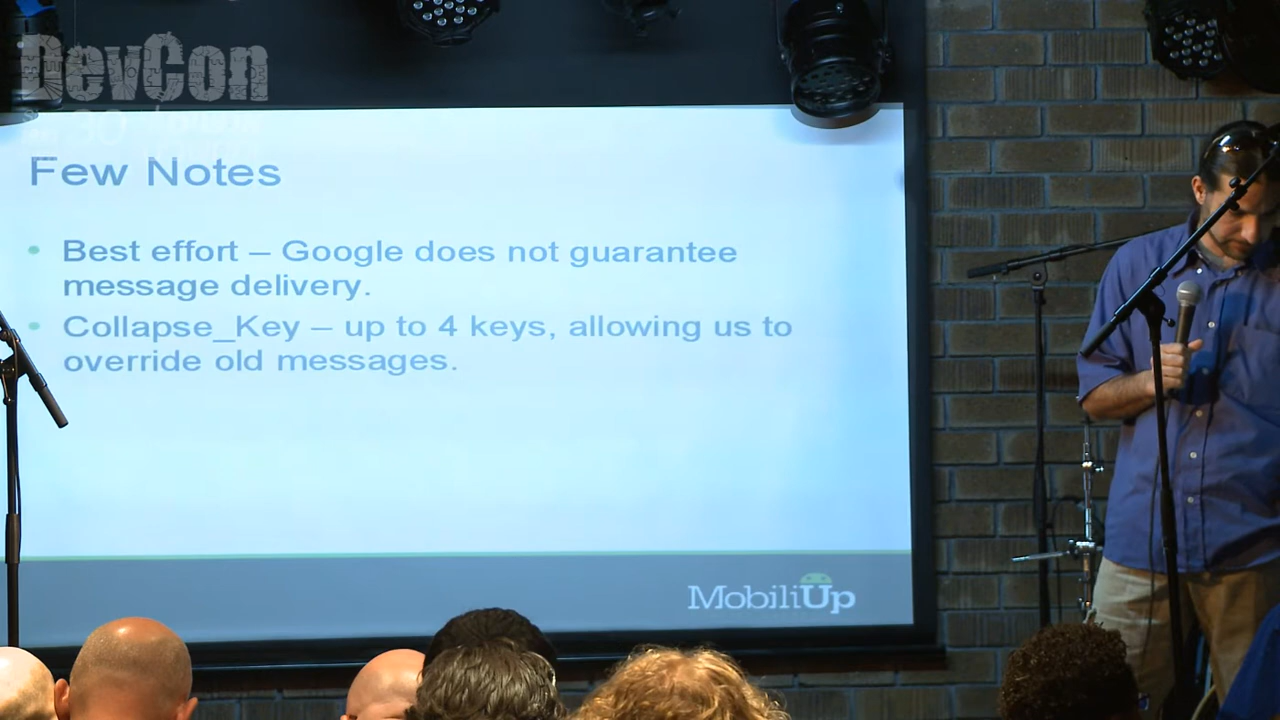 DevCon
Few Notes
• Best effort – Google does not guarantee
message delivery.
• Collapse_Key – up to 4 keys, allowing us to
override old messages.
MobiliUp